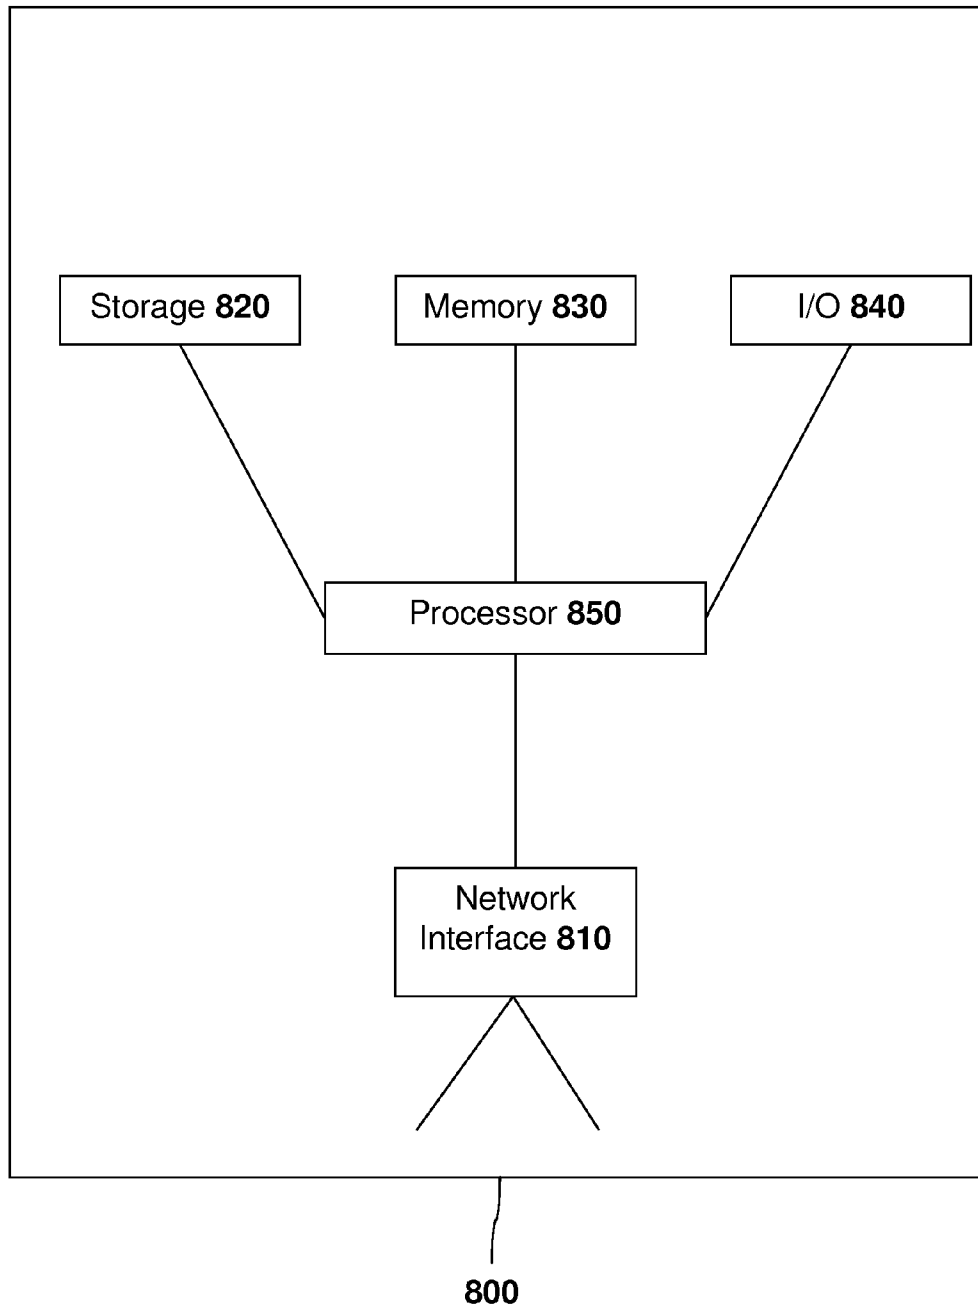 Storage 820
Memory 830
I/O 840
Processor 850
Network
Interface 810
800